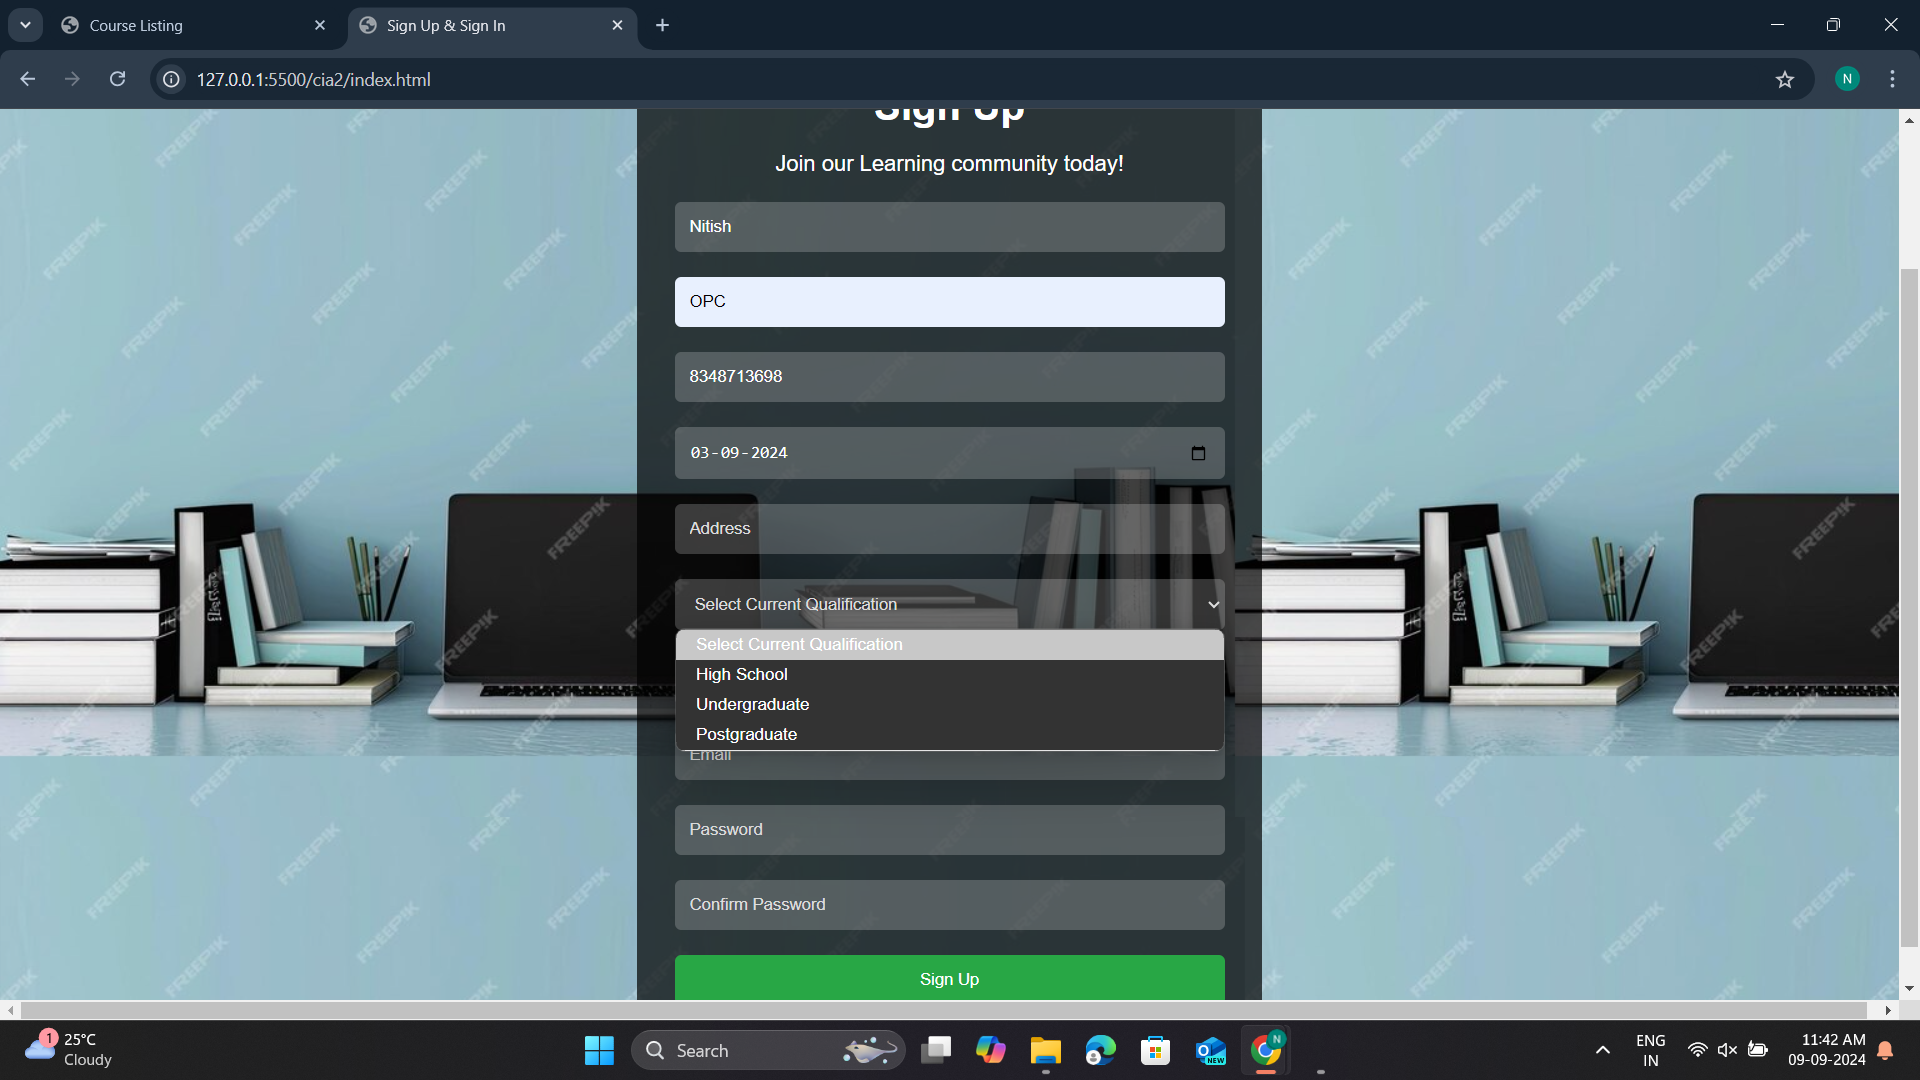 Course Listing
Sign Up & Sign In
127.0.0.1:5500/cia2/index.html
N
Sign Up
Join our Learning community today!
Nitish
OPC
8348713698
03-09-2024
Address
Select Current Qualification
Select Current Qualification
High School
Undergraduate
Postgraduate
Email
Password
Confirm Password
Sign Up
FREEPIK
1
25°C
Cloudy
Search
NEW
N
ENG
IN
11:42 AM
09-09-2024